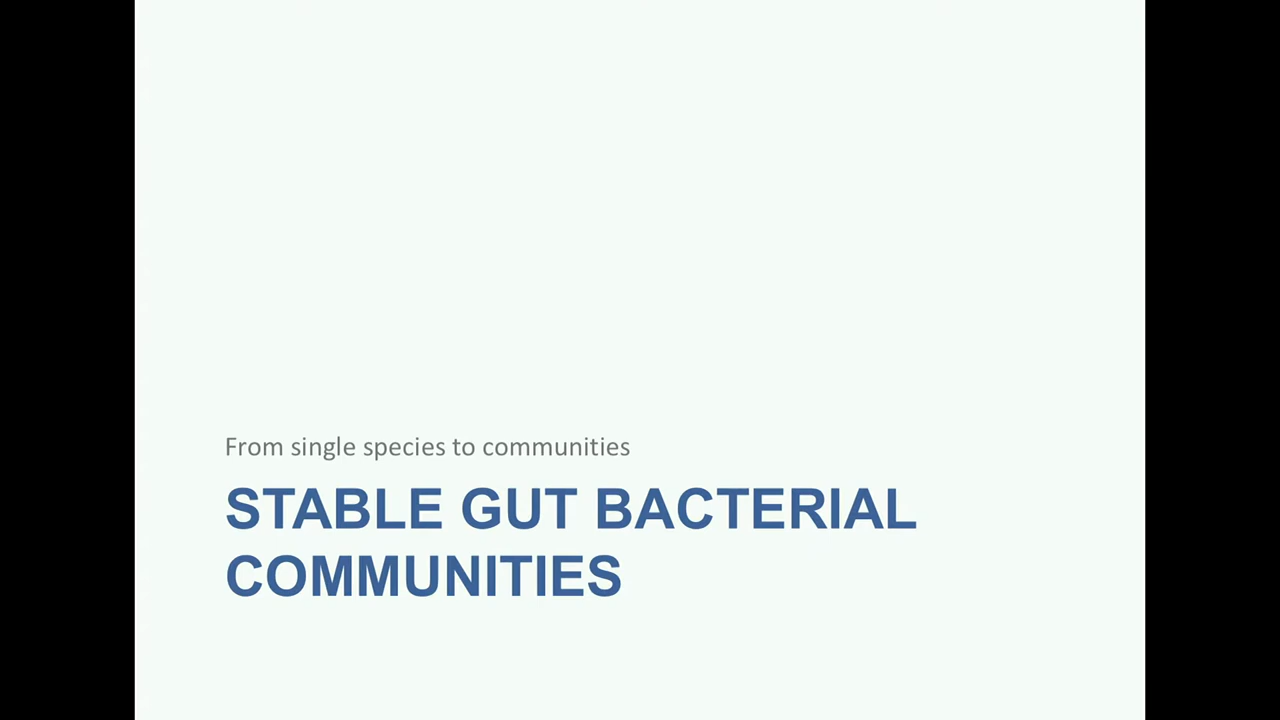 From single species to communities
STABLE GUT BACTERIAL
COMMUNITIES